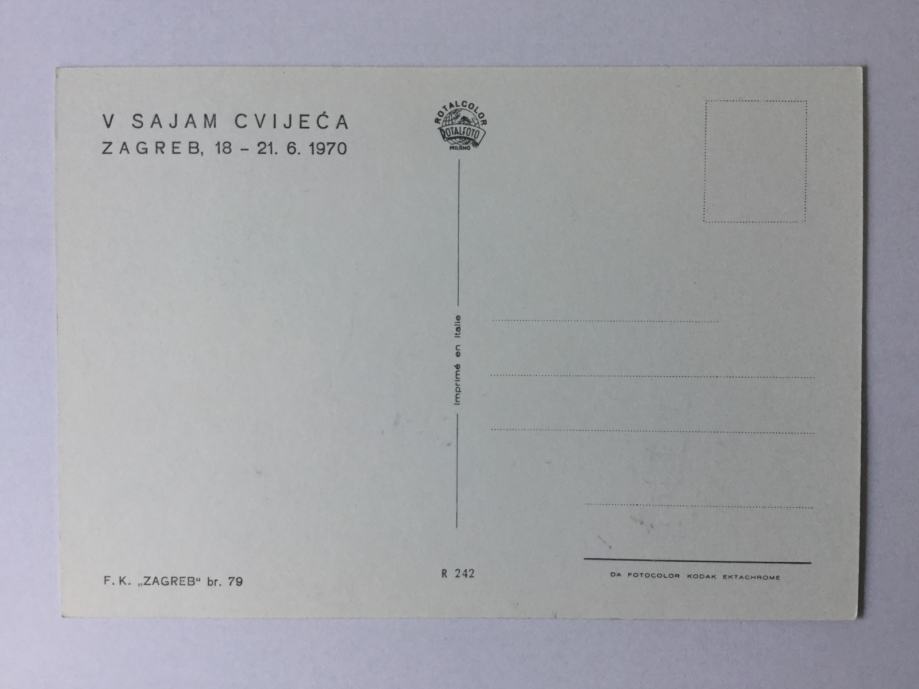 V SAJAM CVIJEĆA
ZAGREB, 18 – 21. 6. 1970
ROTALCOLOR
ROTALFOTO
MILANO
Imprimé en Italie
F. K. „ZAGREB“ br. 79
R 242
DA FOTOCOLOR KODAK EKTACHROME